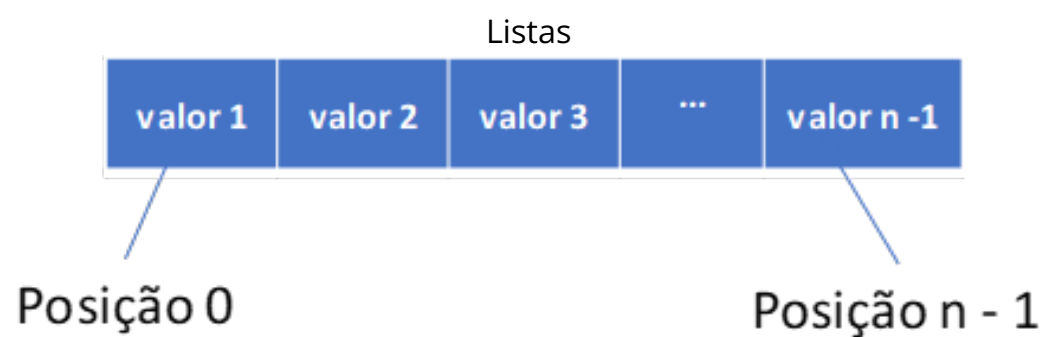 Listas
valor 1 valor 2 valor 3 ... valor n -1
Posição 0
Posição n - 1